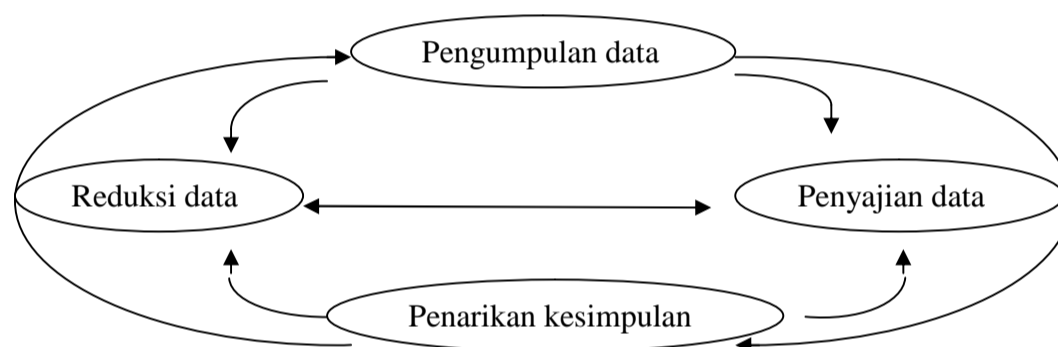 Pengumpulan data
Reduksi data
Penyajian data
Penarikan kesimpulan